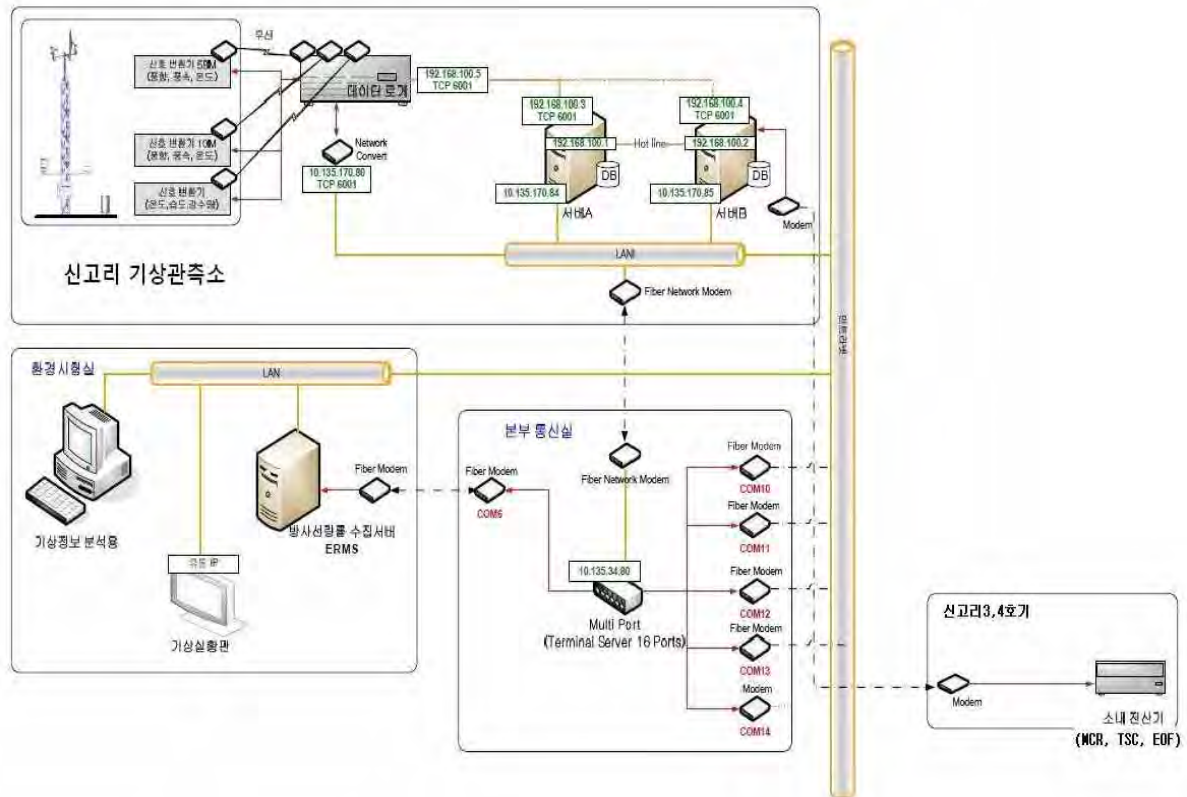 무선
신호 변환기 58M
(풍향, 풍속, 온도)
데이터 로거
192.168.100.5
TCP 6001
192.168.100.3
TCP 6001
192.168.100.4
TCP 6001
신호 변환기 10M
(풍향, 풍속, 온도)
Network
Convert
192.168.100.1
Hot line
192.168.100.2
DB
DB
10.135.170.80
TCP 6001
신호 변환기
(온도,습도,강수량)
10.135.170.84
10.135.170.85
서버A
서버B
Modem
LAN
신고리 기상관측소
Fiber Network Modem
인트라넷
환경시험실
LAN
본부 통신실
Fiber Modem
Fiber Modem
Fiber Network Modem
Fiber Modem
COM10
COM6
Fiber Modem
COM11
기상정보 분석용
방사선량률 수집서버
ERMS
유동 IP
10.135.34.80
Fiber Modem
COM12
Multi Port
(Terminal Server 16 Ports)
기상실황판
Fiber Modem
COM13
Modem
COM14
신고리3,4호기
Modem
소내 전산기
(MCR, TSC, EOF)